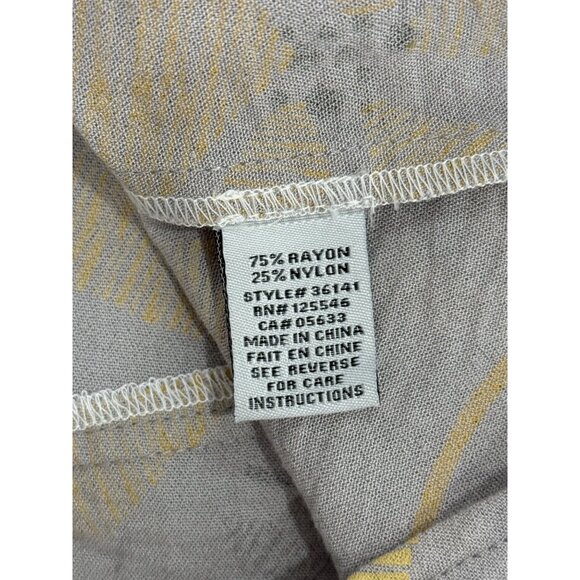 75% RAYON
25% NYLON
STYLE# 36141
RN# 125546
CA# 05633
MADE IN CHINA
FAIT EN CHINE
SEE REVERSE
FOR CARE
INSTRUCTIONS